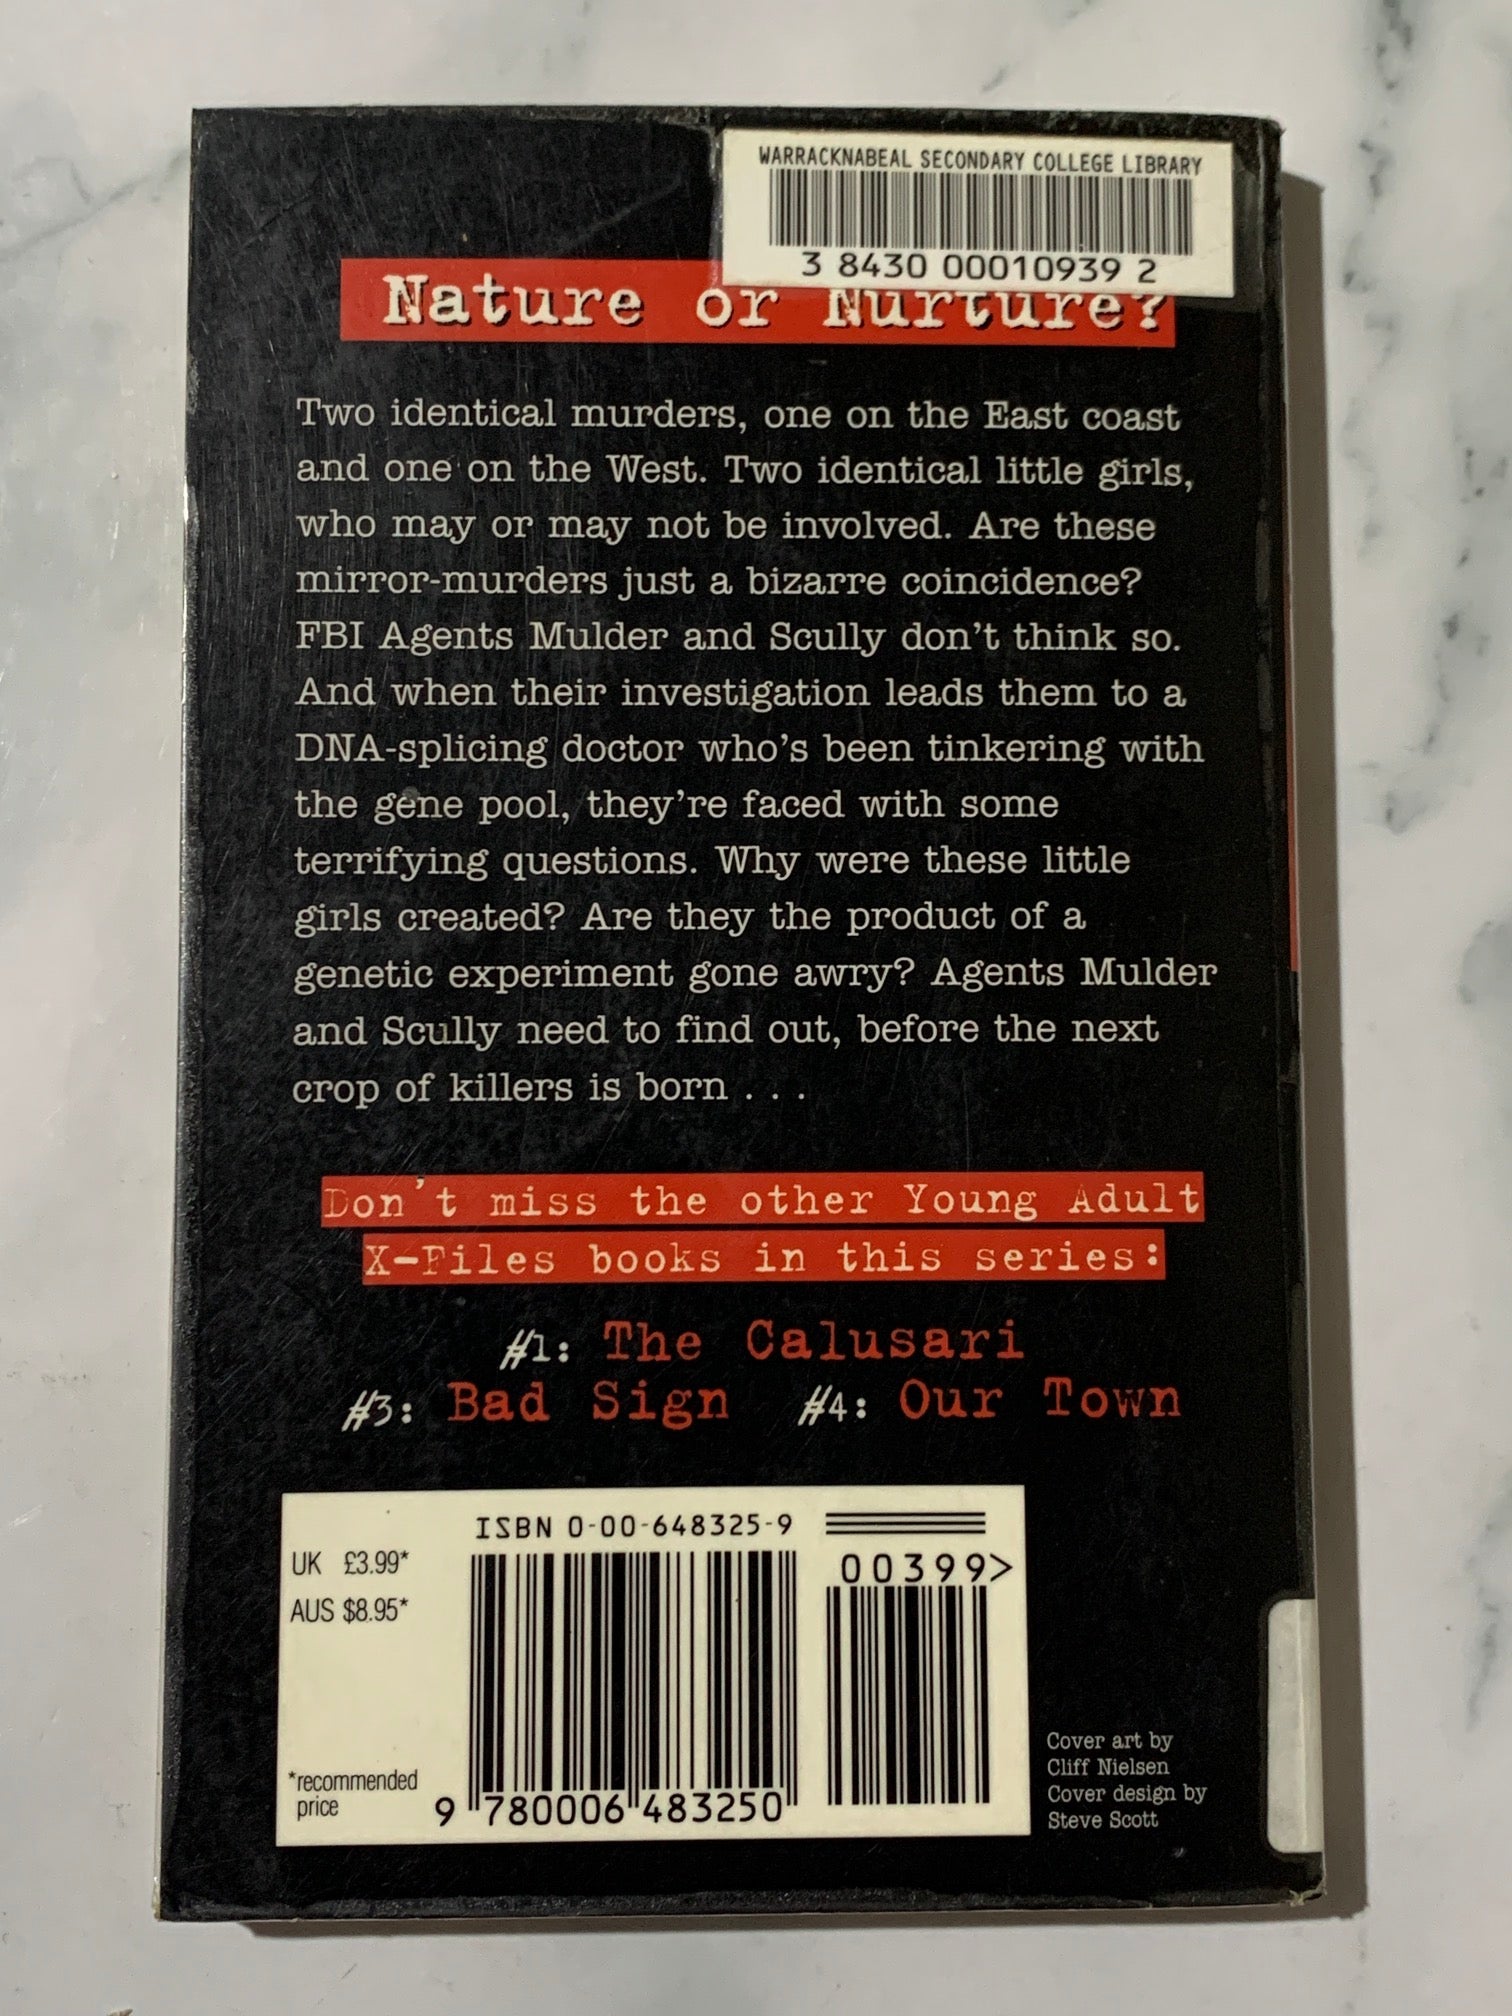 WARRACKNABEAL SECONDARY COLLEGE LIBRARY
3 8430 00010939 2
Nature or Nurture?
Two identical murders, one on the East coast
and one on the West. Two identical little girls,
who may or may not be involved. Are these
mirror-murders just a bizarre coincidence?
FBI Agents Mulder and Scully don't think so.
And when their investigation leads them to a
DNA-splicing doctor who's been tinkering with
the gene pool, they're faced with some
terrifying questions. Why were these little
girls created? Are they the product of a
genetic experiment gone awry? Agents Mulder
and Scully need to find out, before the next
crop of killers is born . . .
Don't miss the other Young Adult
X-Files books in this series:
#1: The Calusari
#3: Bad Sign #4: Our Town
ISBN 0-00-648325-9
UK £3.99*
AUS $8.95*
00399>
*recommended
price
9 780006 483250
Cover art by
Cliff Nielsen
Cover design by
Steve Scott